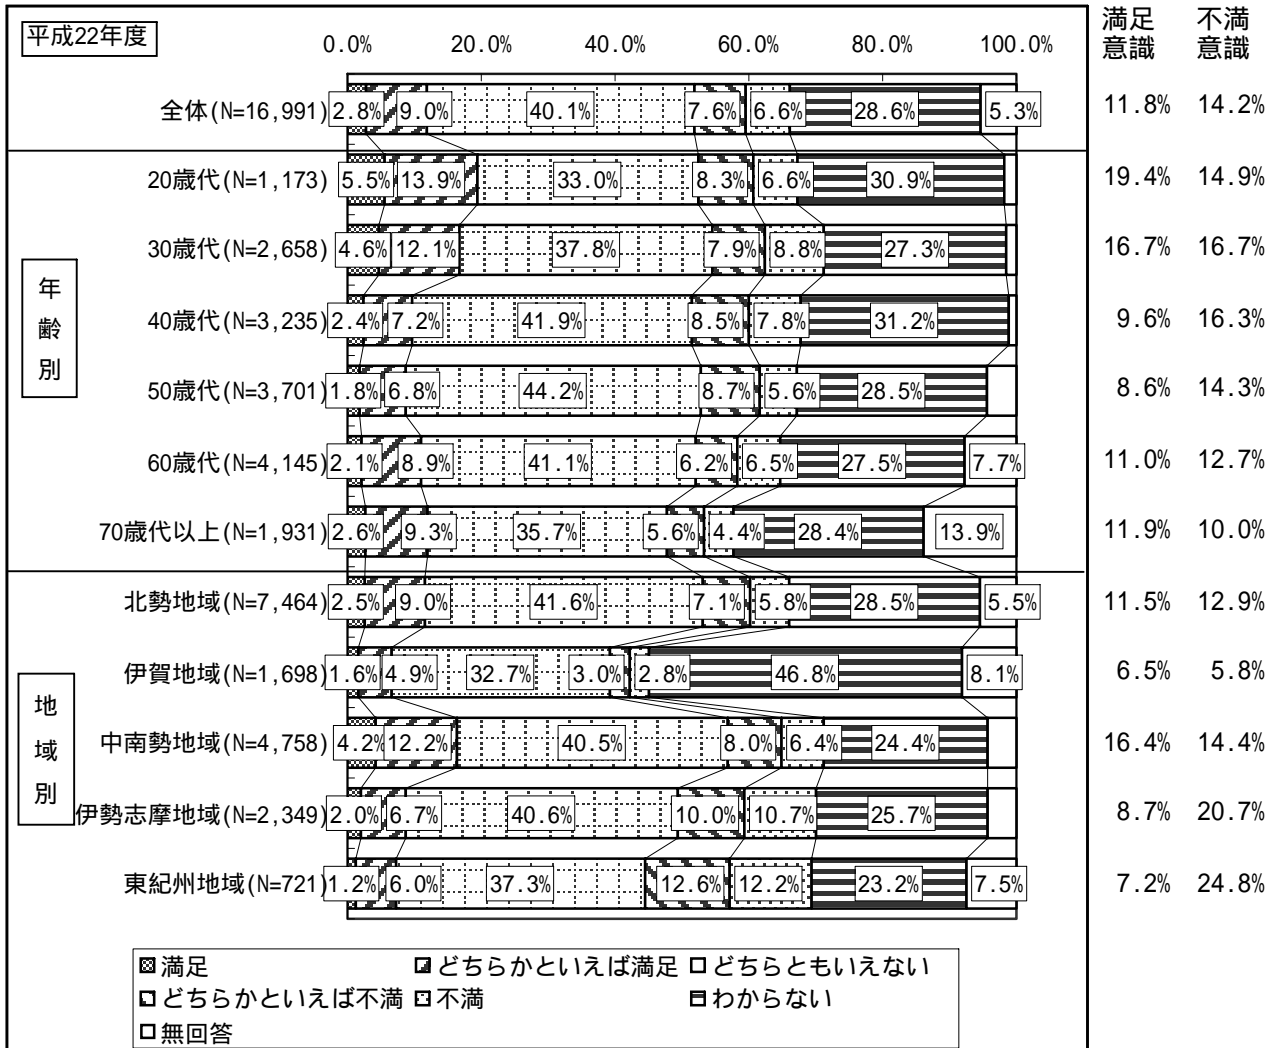 満足 不満
意識 意識
平成22年度
0.0% 20.0% 40.0% 60.0% 80.0% 100.0%
全体(N=16,991) 2.8% 9.0% 40.1% 7.6% 6.6% 28.6% 5.3% 11.8% 14.2%
年齢別
20歳代(N=1,173) 5.5% 13.9% 33.0% 8.3% 6.6% 30.9% 19.4% 14.9%
30歳代(N=2,658) 4.6% 12.1% 37.8% 7.9% 8.8% 27.3% 16.7% 16.7%
40歳代(N=3,235) 2.4% 7.2% 41.9% 8.5% 7.8% 31.2% 9.6% 16.3%
50歳代(N=3,701) 1.8% 6.8% 44.2% 8.7% 5.6% 28.5% 8.6% 14.3%
60歳代(N=4,145) 2.1% 8.9% 41.1% 6.2% 6.5% 27.5% 7.7% 11.0% 12.7%
70歳代以上(N=1,931) 2.6% 9.3% 35.7% 5.6% 4.4% 28.4% 13.9% 11.9% 10.0%
地域別
北勢地域(N=7,464) 2.5% 9.0% 41.6% 7.1% 5.8% 28.5% 5.5% 11.5% 12.9%
伊賀地域(N=1,698) 1.6% 4.9% 32.7% 3.0% 2.8% 46.8% 8.1% 6.5% 5.8%
中南勢地域(N=4,758) 4.2% 12.2% 40.5% 8.0% 6.4% 24.4% 16.4% 14.4%
伊勢志摩地域(N=2,349) 2.0% 6.7% 40.6% 10.0% 10.7% 25.7% 8.7% 20.7%
東紀州地域(N=721) 1.2% 6.0% 37.3% 12.6% 12.2% 23.2% 7.5% 7.2% 24.8%
満足 どちらかといえば満足 どちらともいえない
どちらかといえば不満 不満 わからない
無回答